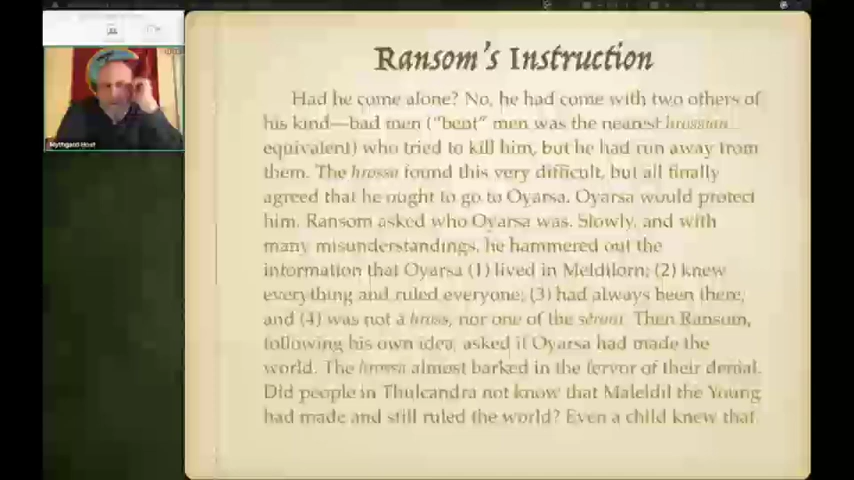 Ransom's Instruction
Had he come alone? No, he had come with two others of
his kind—bad men ("bent" men was the nearest hrossian
equivalent) who tried to kill him, but he had run away from
them. The hrossa found this very difficult, but all finally
agreed that he ought to go to Oyarsa. Oyarsa would protect
him. Ransom asked who Oyarsa was. Slowly, and with
many misunderstandings, he hammered out the
information that Oyarsa (1) lived in Meldilorn; (2) knew
everything and ruled everyone; (3) had always been there;
and (4) was not a hross, nor one of the séroni. Then Ransom,
following his own idea, asked if Oyarsa had made the
world. The hrossa almost barked in the fervor of their denial.
Did people in Thulcandra not know that Maleldil the Young
had made and still ruled the world? Even a child knew that.
Mythgard Host